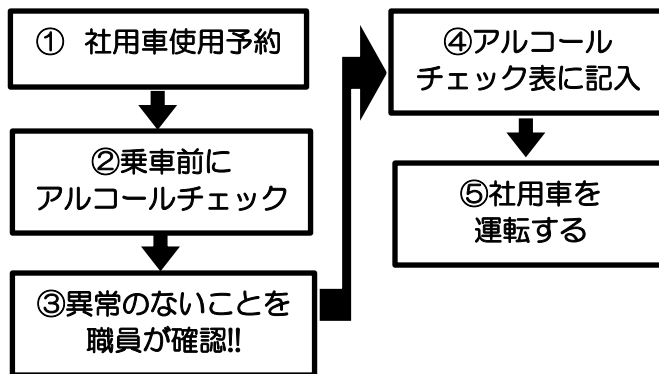 ① 社用車使用予約
②乗車前に
アルコールチェック
③異常のないことを
職員が確認!!
④アルコール
チェック表に記入
⑤社用車を
運転する